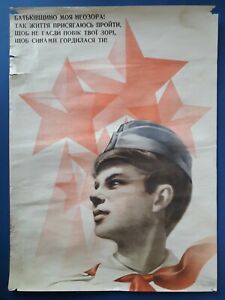 БАТЬКІВЩИНО МОЯ НЕОЗОРА!
ТАК ЖИТТЯ ПРИСЯГАЮСЬ ПРОЙТИ,
ЩОБ НЕ ГАСЛИ ПОВІК ТВОЇ ЗОРІ,
ЩОБ СИНАМИ ГОРДИЛАСЯ ТИ!